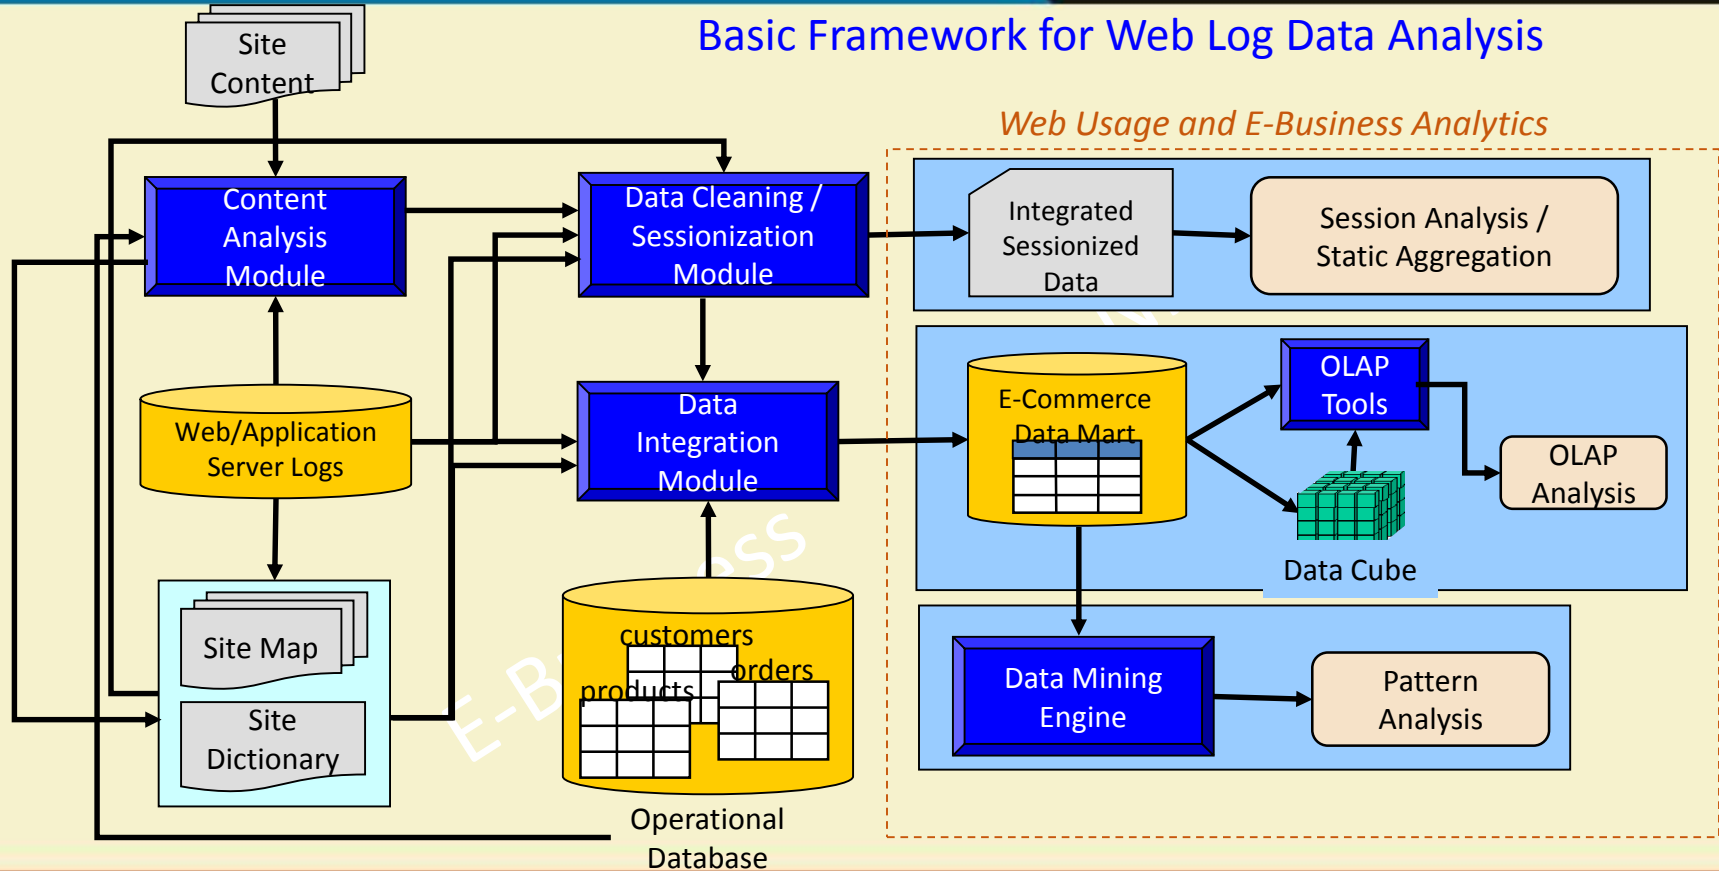 Basic Framework for Web Log Data Analysis
Site
Content
Web Usage and E-Business Analytics
Content
Analysis
Module
Data Cleaning /
Sessionization
Module
Integrated
Sessionized
Data
Session Analysis /
Static Aggregation
Web/Application
Server Logs
Data
Integration
Module
E-Commerce
Data Mart
OLAP
Tools
OLAP
Analysis
Data Cube
Site Map
Site
Dictionary
customers
orders
products
Operational
Database
Data Mining
Engine
Pattern
Analysis